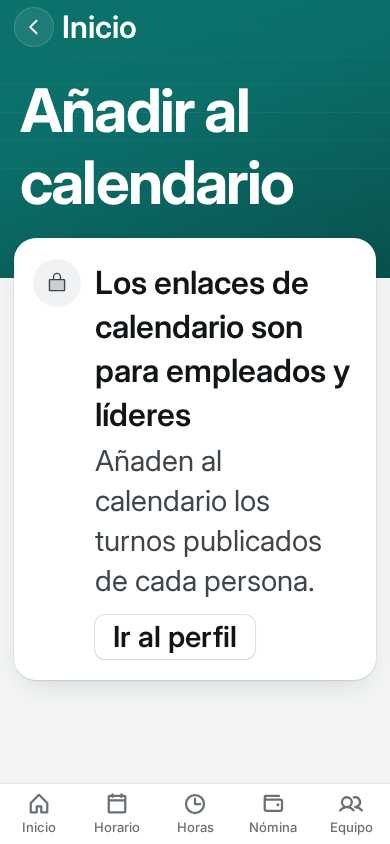 Inicio
Añadir al
calendario
Los enlaces de
calendario son
para empleados y
líderes
Añaden al
calendario los
turnos publicados
de cada persona.
Ir al perfil
Inicio
Horario
Horas
Nómina
Equipo